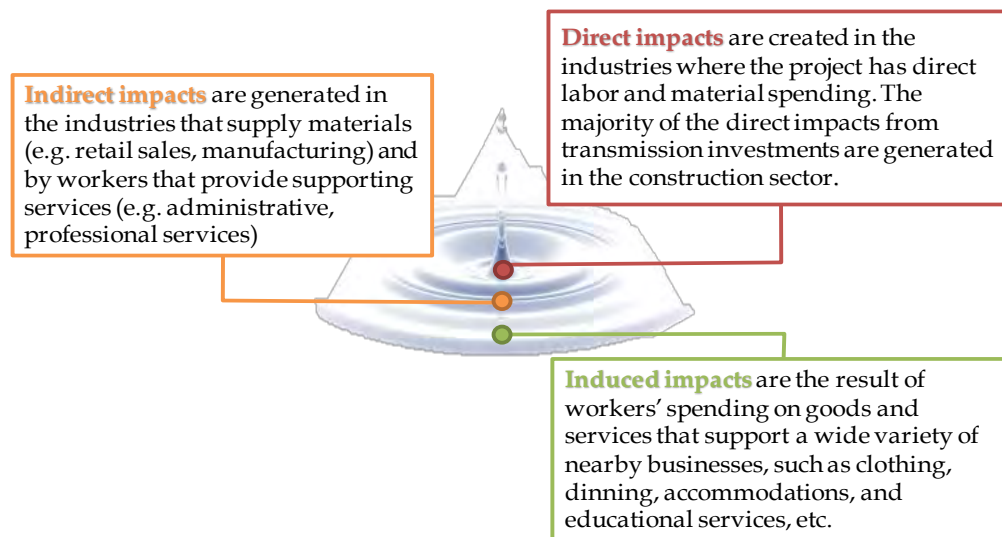 Direct impacts are created in the
industries where the project has direct
labor and material spending. The
majority of the direct impacts from
transmission investments are generated
in the construction sector.
Indirect impacts are generated in
the industries that supply materials
(e.g. retail sales, manufacturing) and
by workers that provide supporting
services (e.g. administrative,
professional services)
Induced impacts are the result of
workers' spending on goods and
services that support a wide variety of
nearby businesses, such as clothing,
dinning, accommodations, and
educational services, etc.